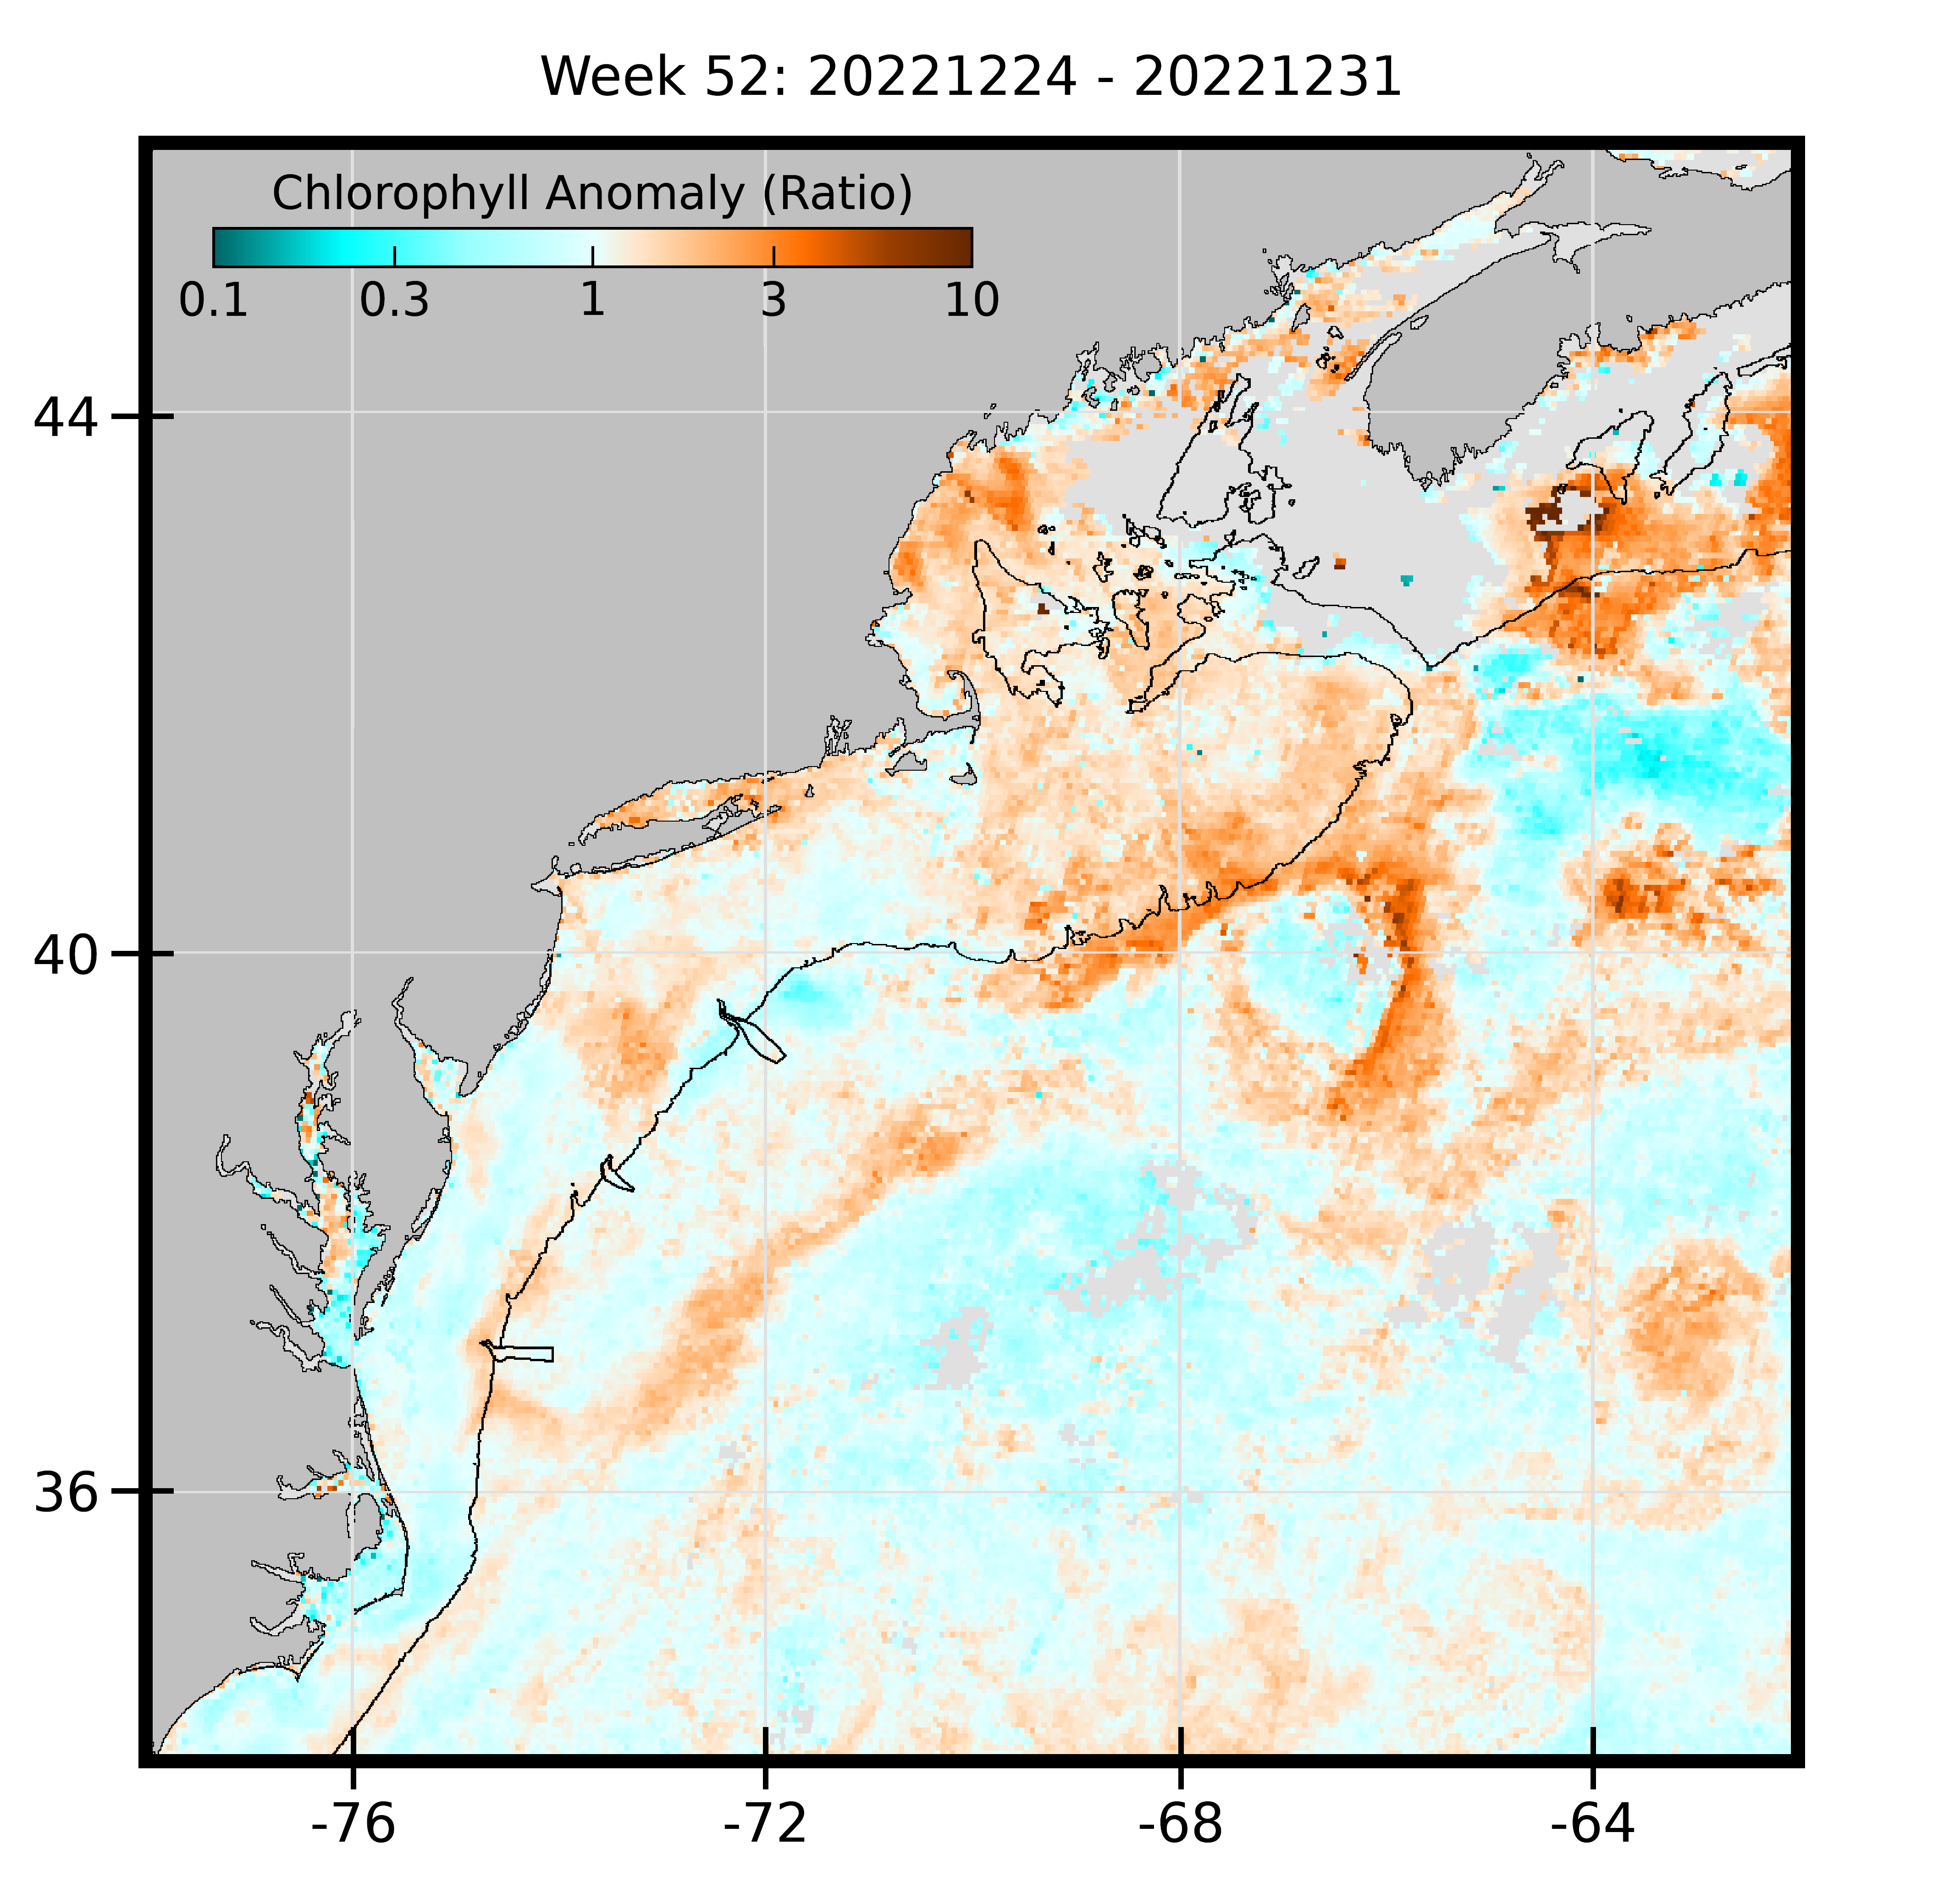 Week 52: 20221224 - 20221231
Chlorophyll Anomaly (Ratio)
0.1 0.3 1 3 10
44
40
36
-76 -72 -68 -64